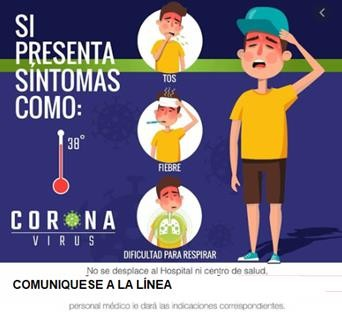 SI
PRESENTA
SÍNTOMAS
COMO:
38°
TOS
FIEBRE
DIFICULTAD PARA RESPIRAR
CORONA
VIRUS
No se desplace al Hospital ni centro de salud,
COMUNIQUESE A LA LÍNEA
personal médico le dará las indicaciones correspondientes.